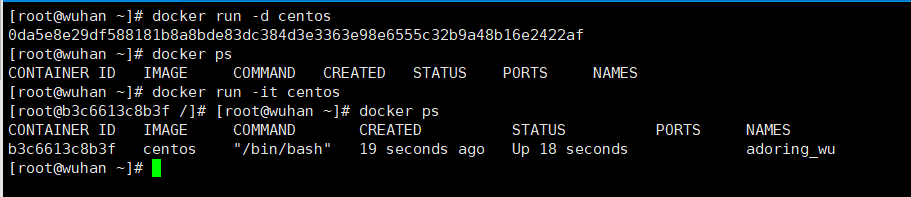 [root@wuhan ~]# docker run -d centos
0da5e8e29df588181b8a8bde83dc384d3e3363e98e6555c32b9a48b16e2422af
[root@wuhan ~]# docker ps
CONTAINER ID   IMAGE     COMMAND   CREATED   STATUS    PORTS     NAMES
[root@wuhan ~]# docker run -it centos
[root@b3c6613c8b3f /]# [root@wuhan ~]# docker ps
CONTAINER ID   IMAGE     COMMAND       CREATED          STATUS          PORTS     NAMES
b3c6613c8b3f   centos    "/bin/bash"   19 seconds ago   Up 18 seconds             adoring_wu
[root@wuhan ~]#